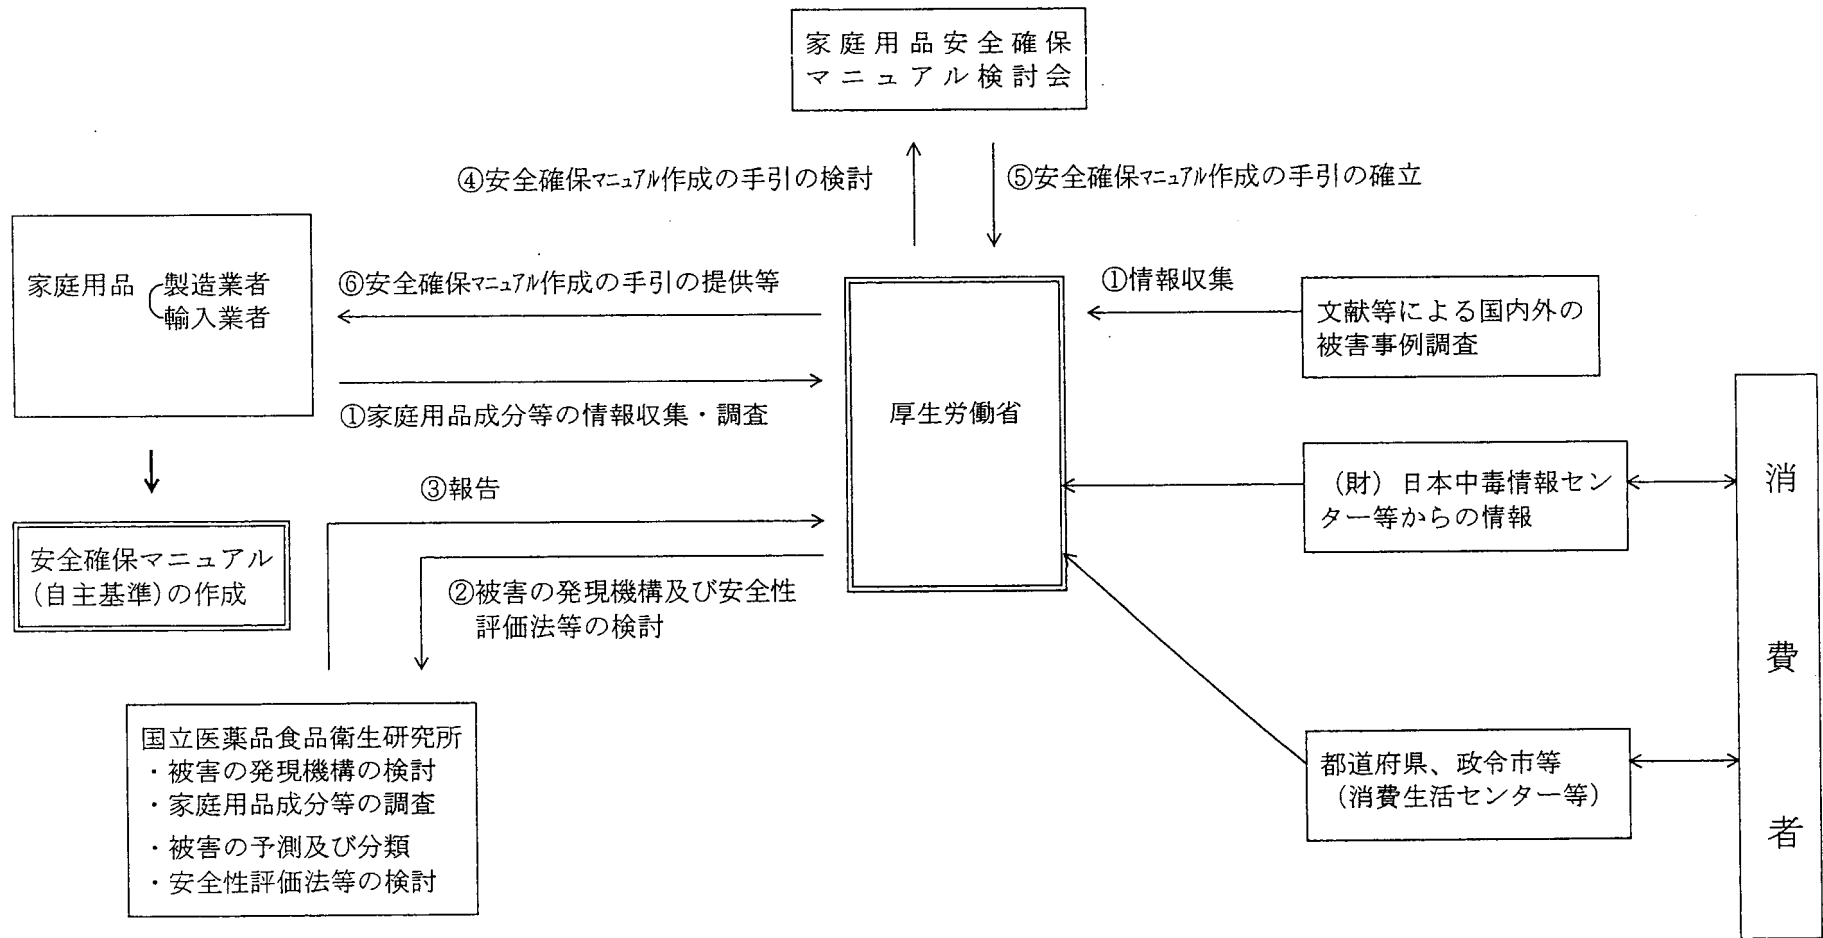 家庭用品安全確保
マニュアル検討会
④安全確保マニュアル作成の手引の検討
⑤安全確保マニュアル作成の手引の確立
家庭用品
製造業者
輸入業者
⑥安全確保マニュアル作成の手引の提供等
①情報収集
文献等による国内外の
被害事例調査
①家庭用品成分等の情報収集・調査
厚生労働省
③報告
(財)日本中毒情報セン
ター等からの情報
安全確保マニュアル
(自主基準)の作成
②被害の発現機構及び安全性
評価法等の検討
国立医薬品食品衛生研究所
・被害の発現機構の検討
・家庭用品成分等の調査
・被害の予測及び分類
・安全性評価法等の検討
都道府県、政令市等
(消費生活センター等)
消費者